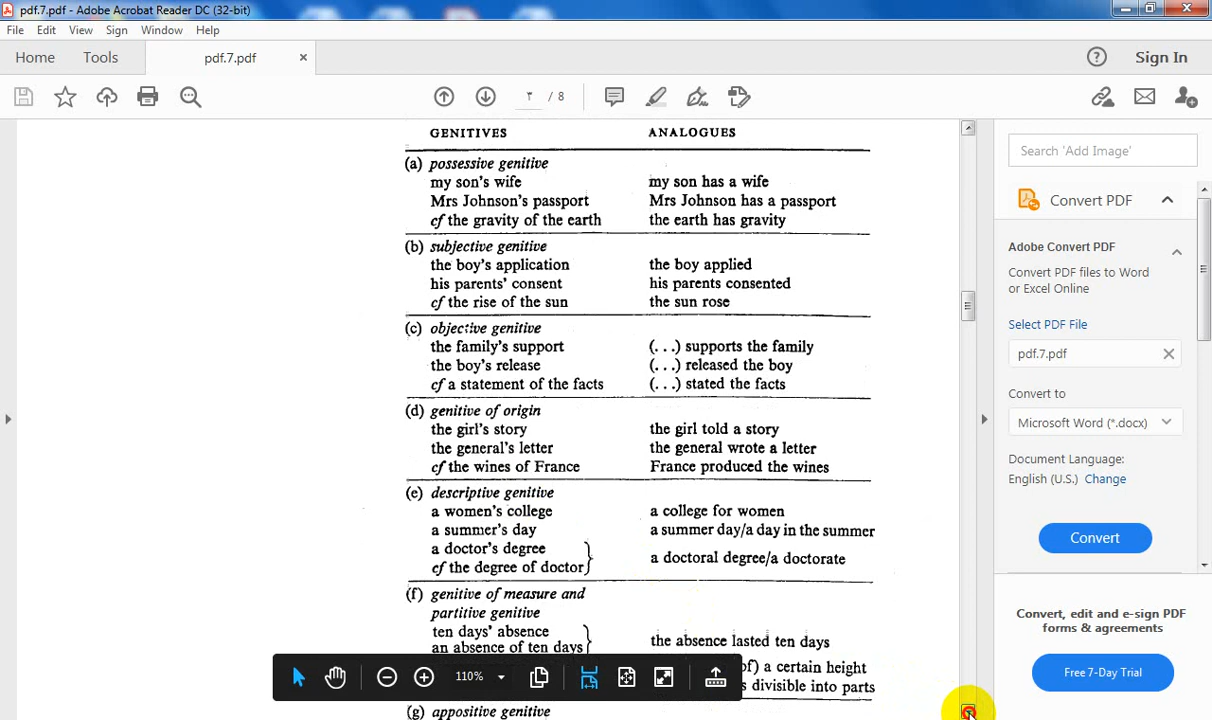 pdf.7.pdf - Adobe Acrobat Reader DC (32-bit)
File Edit View Sign Window Help
Home Tools pdf.7.pdf × ? Sign In
٣ / 8
GENITIVES ANALOGUES
(a) possessive genitive
my son's wife my son has a wife
Mrs Johnson's passport Mrs Johnson has a passport
cf the gravity of the earth the earth has gravity
(b) subjective genitive
the boy's application the boy applied
his parents' consent his parents consented
cf the rise of the sun the sun rose
(c) objective genitive
the family's support (. . .) supports the family
the boy's release (. . .) released the boy
cf a statement of the facts (. . .) stated the facts
(d) genitive of origin
the girl's story the girl told a story
the general's letter the general wrote a letter
cf the wines of France France produced the wines
(e) descriptive genitive
a women's college a college for women
a summer's day a summer day/a day in the summer
a doctor's degree
cf the degree of doctor a doctoral degree/a doctorate
(f) genitive of measure and
partitive genitive
ten days' absence
an absence of ten days the absence lasted ten days
of) a certain height
s divisible into parts
(g) appositive genitive
110%
Search 'Add Image'
Convert PDF
Adobe Convert PDF
Convert PDF files to Word
or Excel Online
Select PDF File
pdf.7.pdf
Convert to
Microsoft Word (*.docx)
Document Language:
English (U.S.) Change
Convert
Convert, edit and e-sign PDF
forms & agreements
Free 7-Day Trial